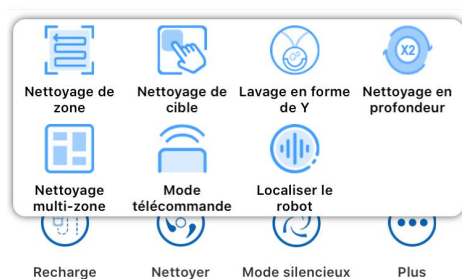 X2
Nettoyage de
zone
Nettoyage de
cible
Lavage en forme
de Y
Nettoyage en
profondeur
Nettoyage
multi-zone
Mode
télécommande
Localiser le
robot
Recharge
Nettoyer
Mode silencieux
Plus